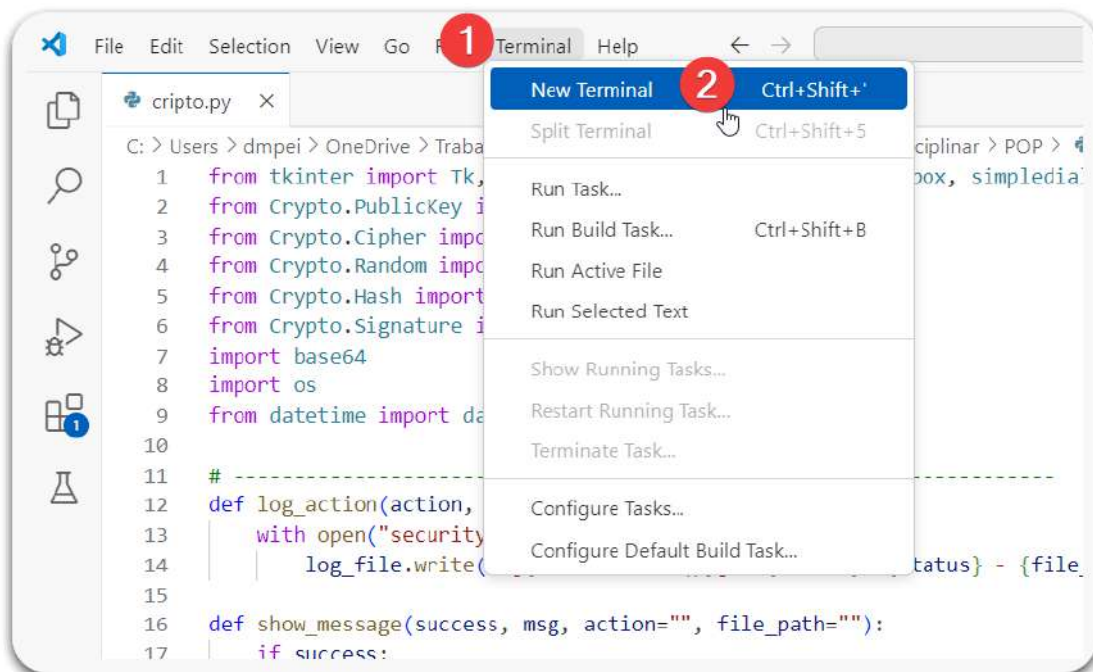 File Edit Selection View Go 1 Terminal Help
New Terminal 2 Ctrl+Shift+'
Split Terminal Ctrl+Shift+5
Run Task...
Run Build Task... Ctrl+Shift+B
Run Active File
Run Selected Text
Show Running Tasks...
Restart Running Task...
Terminate Task...
Configure Tasks...
Configure Default Build Task...
cripto.py
C: > Users > dmpei > OneDrive > Traba ciplinar > POP >
1 from tkinter import Tk, box, simpledia
2 from Crypto.PublicKey i
3 from Crypto.Cipher impo
4 from Crypto.Random impo
5 from Crypto.Hash import
6 from Crypto.Signature i
7 import base64
8 import os
9 from datetime import da
10
11 # ----------------------------------------------------
12 def log_action(action,
13 with open("security
14 log_file.write( tatus} - {file_
15
16 def show_message(success, msg, action="", file_path=""):
17 if success:
1